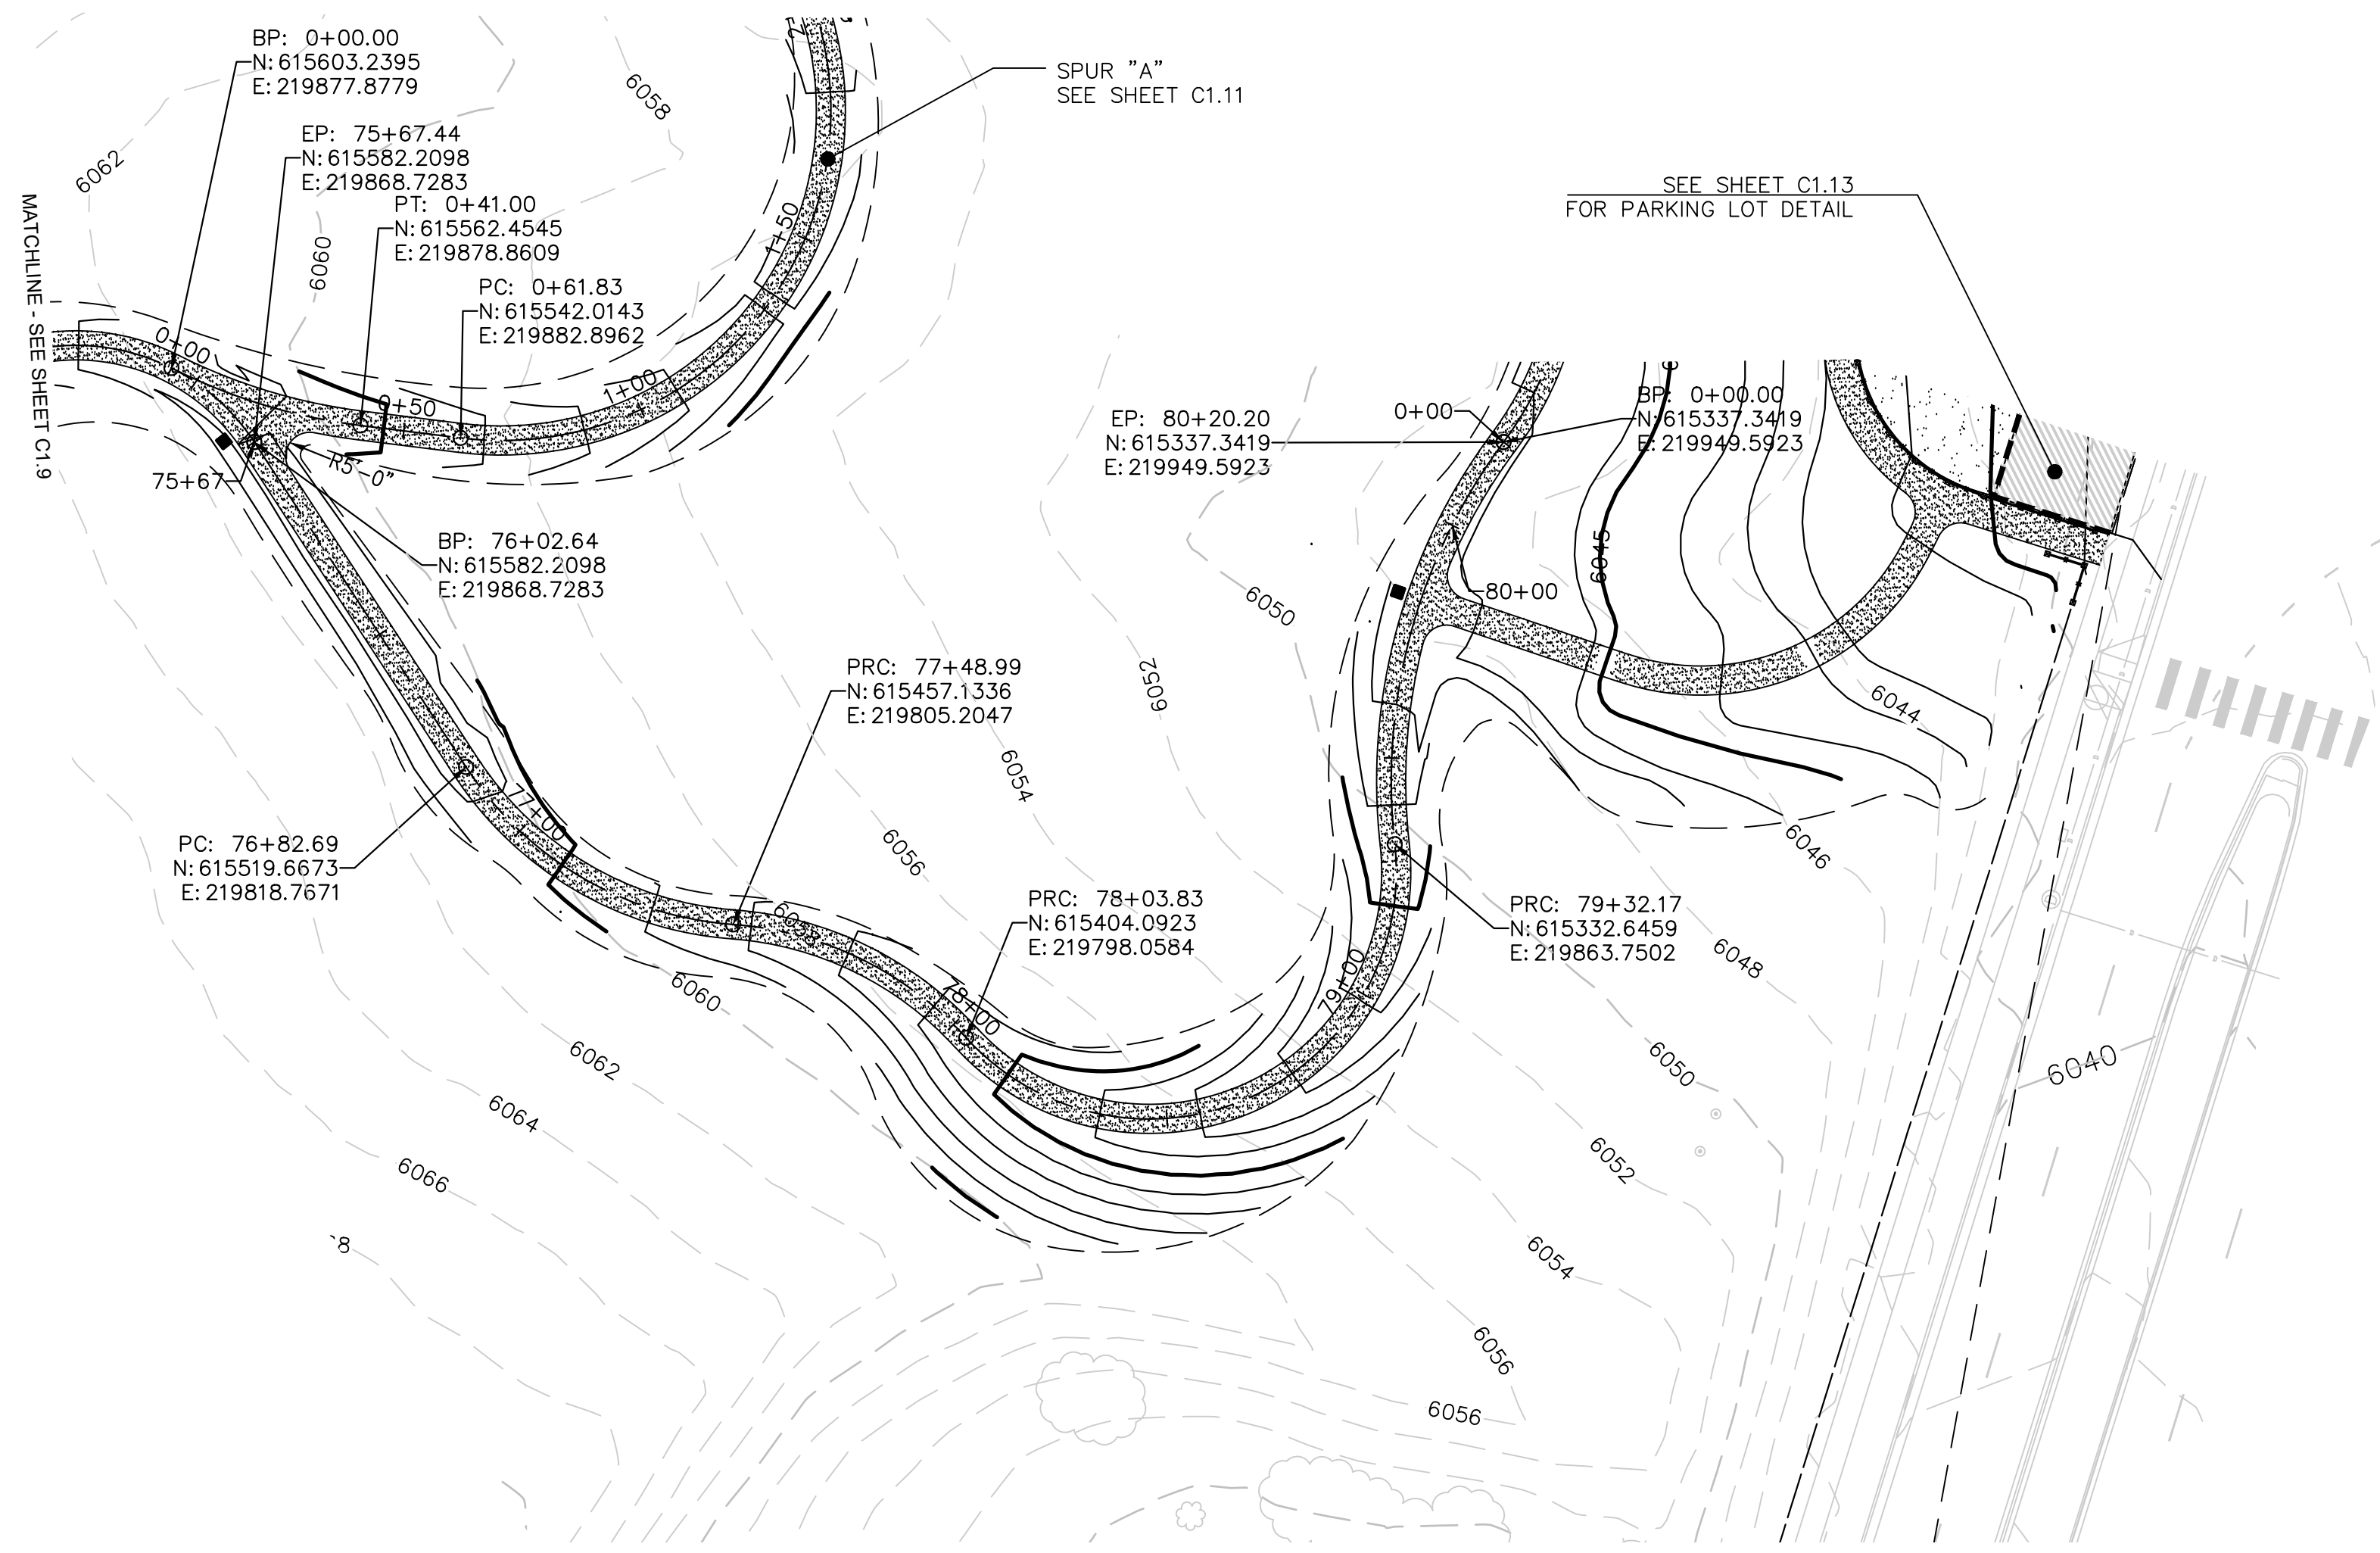 BP: 0+00.00
N: 615603.2395
E: 219877.8779
EP: 75+67.44
N: 615582.2098
E: 219868.7283
PT: 0+41.00
N: 615562.4545
E: 219878.8609
PC: 0+61.83
N: 615542.0143
E: 219882.8962
SPUR "A"
SEE SHEET C1.11
SEE SHEET C1.13
FOR PARKING LOT DETAIL
MATCHLINE - SEE SHEET C1.9
6062
6058
6060
0+00
0+50
1+00
1+50
R5'-0"
75+67
BP: 76+02.64
N: 615582.2098
E: 219868.7283
EP: 80+20.20
N: 615337.3419
E: 219949.5923
0+00
BP: 0+00.00
N: 615337.3419
E: 219949.5923
80+00
6045
6050
6052
6044
PRC: 77+48.99
N: 615457.1336
E: 219805.2047
6054
6056
77+00
PC: 76+82.69
N: 615519.6673
E: 219818.7671
6046
PRC: 78+03.83
N: 615404.0923
E: 219798.0584
PRC: 79+32.17
N: 615332.6459
E: 219863.7502
6058
6060
78+00
79+00
6048
6050
6040
6062
6064
6066
6052
6054
6056
6056